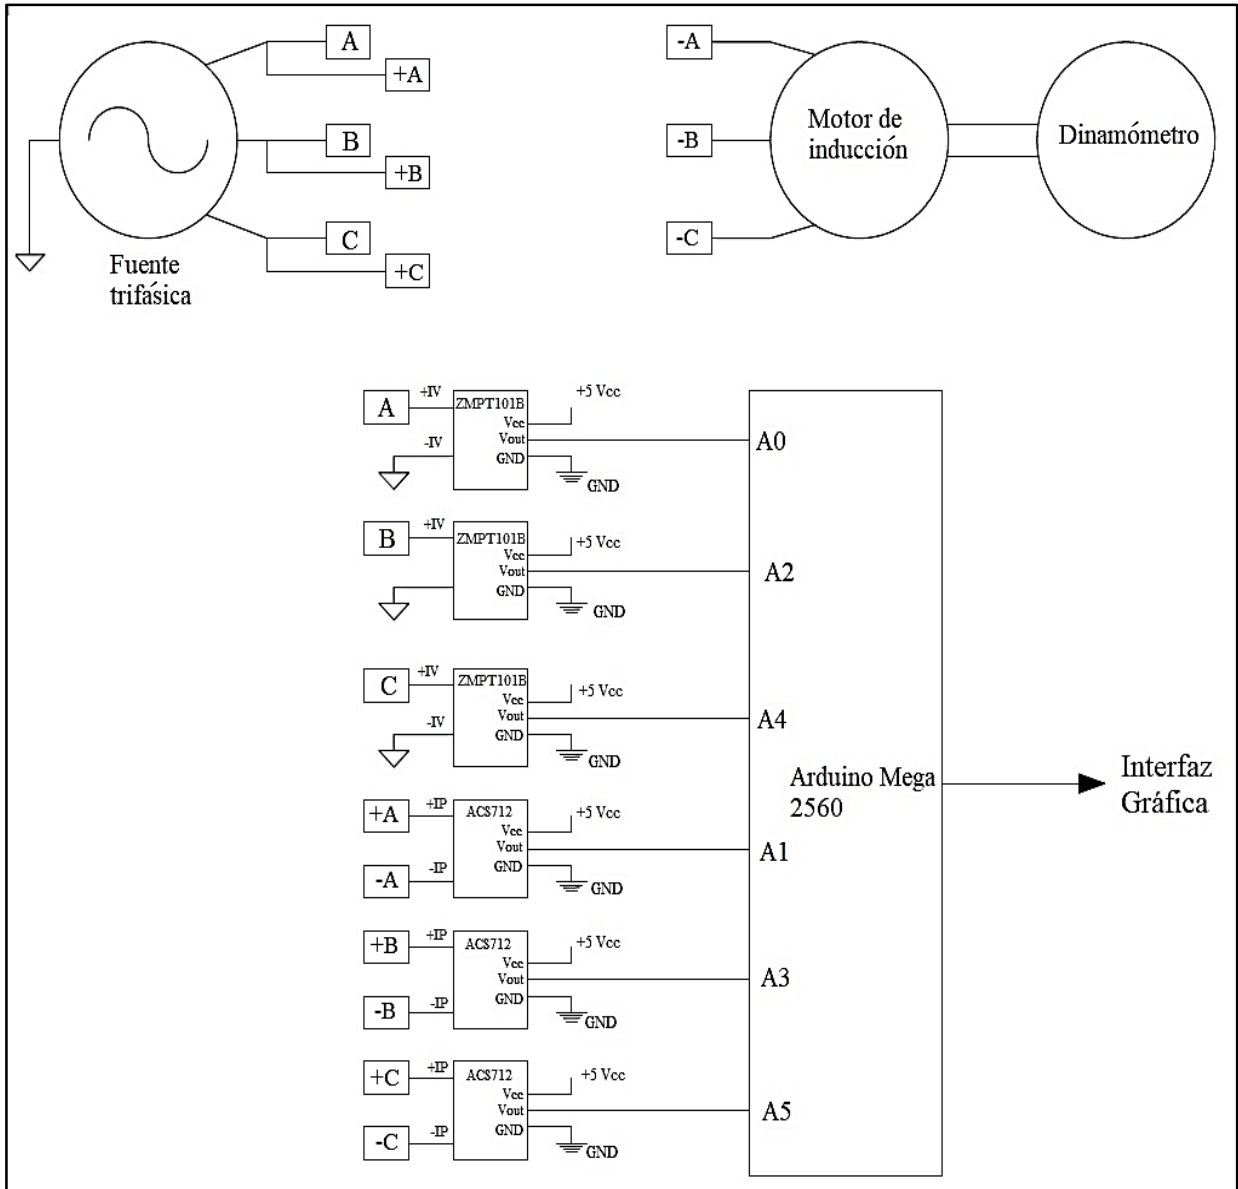 A
+A
B
+B
C
+C
Fuente
trifásica
-A
-B
-C
Motor de
inducción
Dinamómetro
A
+IV
-IV
ZMPT101B
Vcc
Vout
GND
+5 Vcc
GND
A0
B
+IV
ZMPT101B
Vcc
Vout
GND
+5 Vcc
GND
A2
C
+IV
-IV
ZMPT101B
Vcc
Vout
GND
+5 Vcc
GND
A4
Arduino Mega
2560
Interfaz
Gráfica
+A
+IP
-A
-IP
ACS712
Vcc
Vout
GND
+5 Vcc
GND
A1
+B
+IP
-B
-IP
ACS712
Vcc
Vout
GND
+5 Vcc
GND
A3
+C
+IP
-C
-IP
ACS712
Vcc
Vout
GND
+5 Vcc
GND
A5